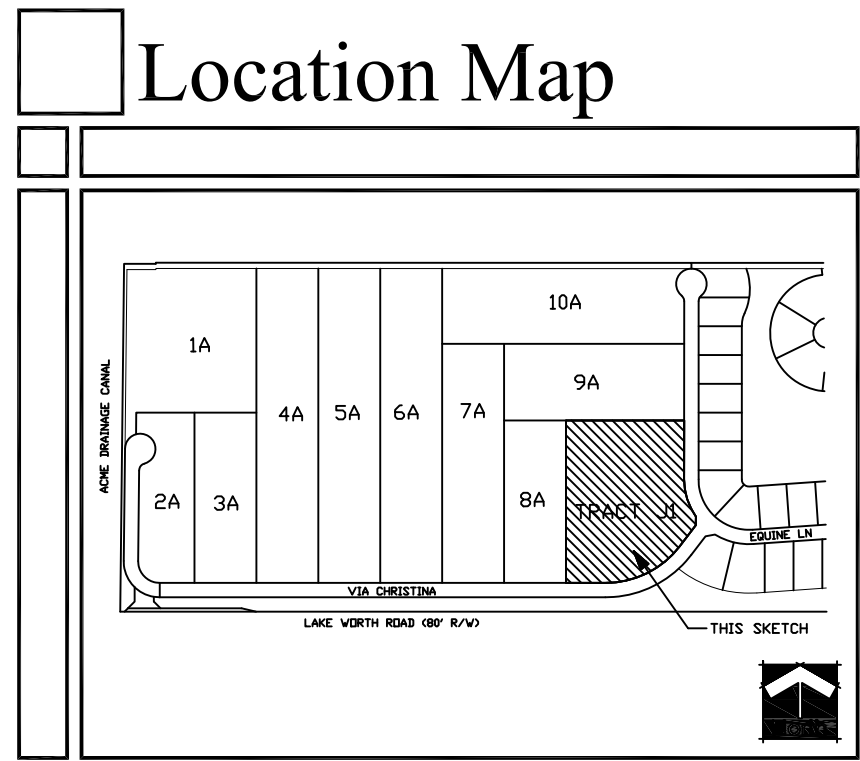 Location Map
10A
1A
9A
4A
5A
6A
7A
2A
3A
8A
TRACT J1
ACME DRAINAGE CANAL
EQUINE LN
VIA CHRISTINA
LAKE WORTH ROAD (80' R/W)
THIS SKETCH